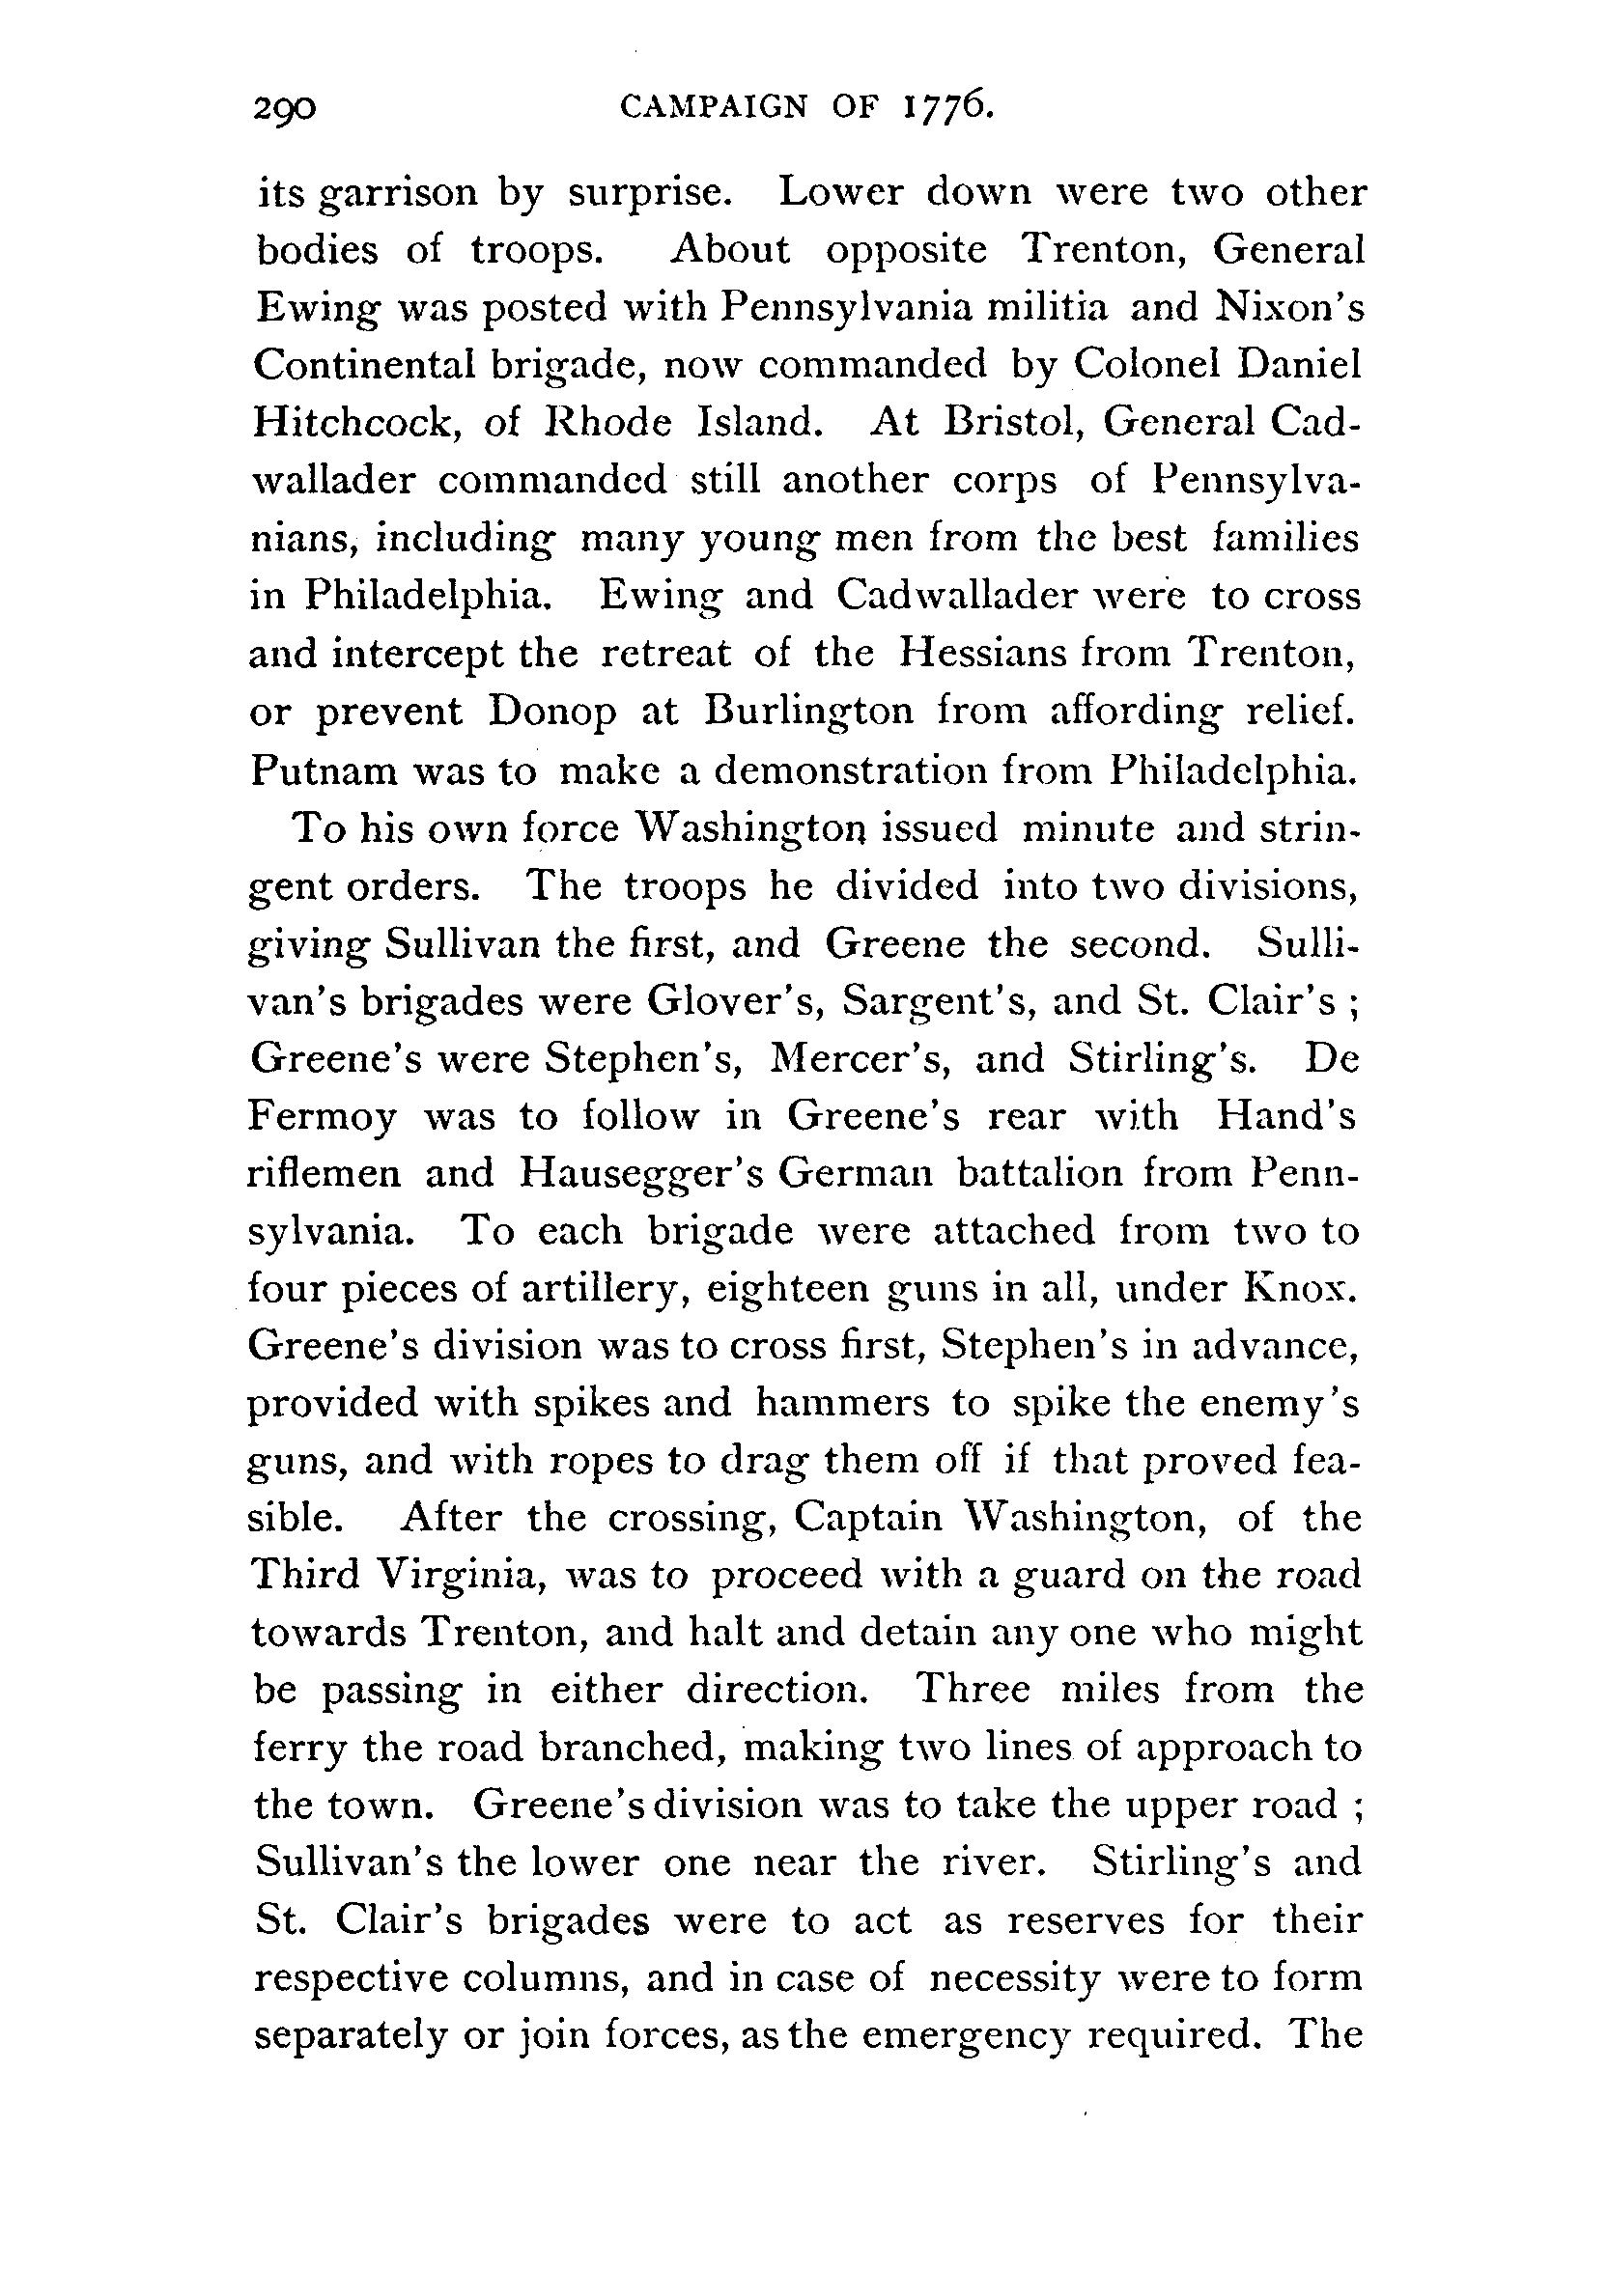 290 CAMPAIGN OF 1776.
its garrison by surprise. Lower down were two other
bodies of troops. About opposite Trenton, General
Ewing was posted with Pennsylvania militia and Nixon's
Continental brigade, now commanded by Colonel Daniel
Hitchcock, of Rhode Island. At Bristol, General Cad-
wallader commanded still another corps of Pennsylva-
nians, including many young men from the best families
in Philadelphia. Ewing and Cadwallader were to cross
and intercept the retreat of the Hessians from Trenton,
or prevent Donop at Burlington from affording relief.
Putnam was to make a demonstration from Philadelphia.
To his own force Washington issued minute and strin-
gent orders. The troops he divided into two divisions,
giving Sullivan the first, and Greene the second. Sulli-
van's brigades were Glover's, Sargent's, and St. Clair's ;
Greene's were Stephen's, Mercer's, and Stirling's. De
Fermoy was to follow in Greene's rear with Hand's
riflemen and Hausegger's German battalion from Penn-
sylvania. To each brigade were attached from two to
four pieces of artillery, eighteen guns in all, under Knox.
Greene's division was to cross first, Stephen's in advance,
provided with spikes and hammers to spike the enemy's
guns, and with ropes to drag them off if that proved fea-
sible. After the crossing, Captain Washington, of the
Third Virginia, was to proceed with a guard on the road
towards Trenton, and halt and detain any one who might
be passing in either direction. Three miles from the
ferry the road branched, making two lines of approach to
the town. Greene's division was to take the upper road ;
Sullivan's the lower one near the river. Stirling's and
St. Clair's brigades were to act as reserves for their
respective columns, and in case of necessity were to form
separately or join forces, as the emergency required. The